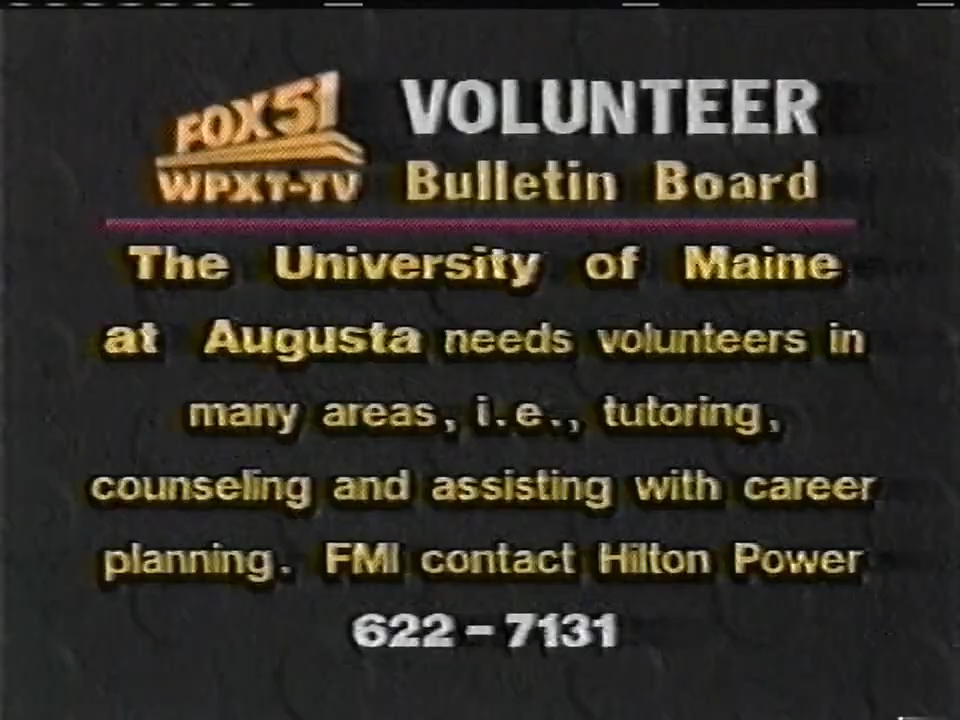 FOX 51
WPXT-TV
VOLUNTEER
Bulletin Board
The University of Maine
at Augusta needs volunteers in
many areas, i.e., tutoring,
counseling and assisting with career
planning. FMI contact Hilton Power
622-7131